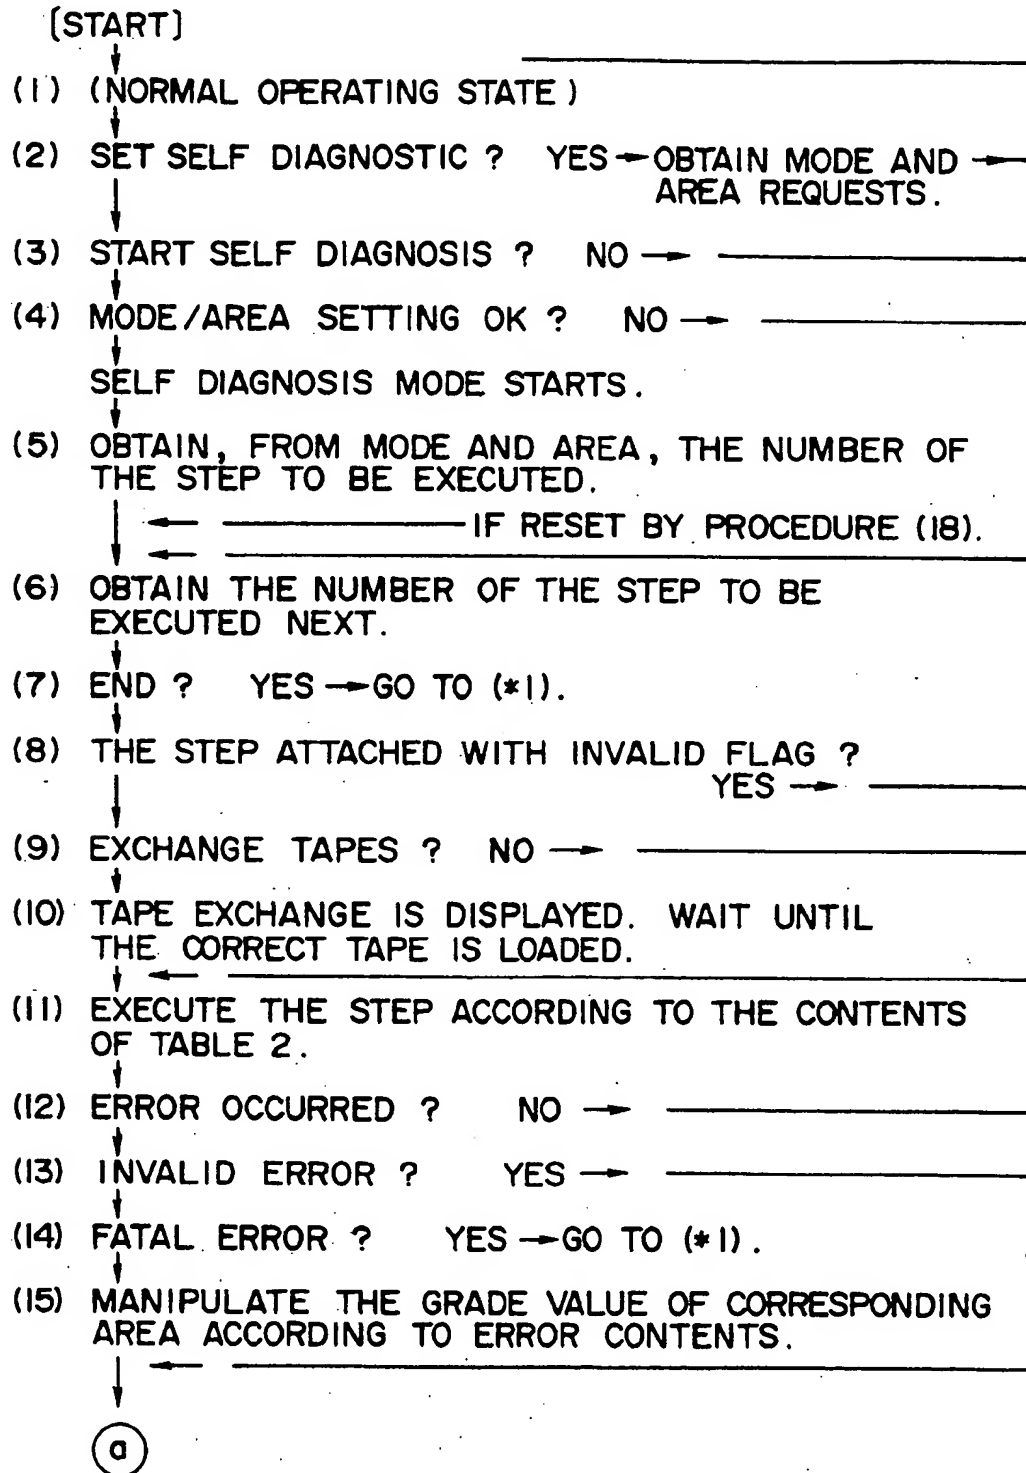 [START]
(1) (NORMAL OPERATING STATE)
(2) SET SELF DIAGNOSTIC ? YES → OBTAIN MODE AND →
AREA REQUESTS.
(3) START SELF DIAGNOSIS ? NO →
(4) MODE/AREA SETTING OK ? NO →
SELF DIAGNOSIS MODE STARTS.
(5) OBTAIN, FROM MODE AND AREA, THE NUMBER OF
THE STEP TO BE EXECUTED.
← IF RESET BY PROCEDURE (18).
(6) OBTAIN THE NUMBER OF THE STEP TO BE
EXECUTED NEXT.
(7) END ? YES → GO TO (*1).
(8) THE STEP ATTACHED WITH INVALID FLAG ?
YES →
(9) EXCHANGE TAPES ? NO →
(10) TAPE EXCHANGE IS DISPLAYED. WAIT UNTIL
THE CORRECT TAPE IS LOADED.
(11) EXECUTE THE STEP ACCORDING TO THE CONTENTS
OF TABLE 2.
(12) ERROR OCCURRED ? NO →
(13) INVALID ERROR ? YES →
(14) FATAL ERROR ? YES → GO TO (*1).
(15) MANIPULATE THE GRADE VALUE OF CORRESPONDING
AREA ACCORDING TO ERROR CONTENTS.
a